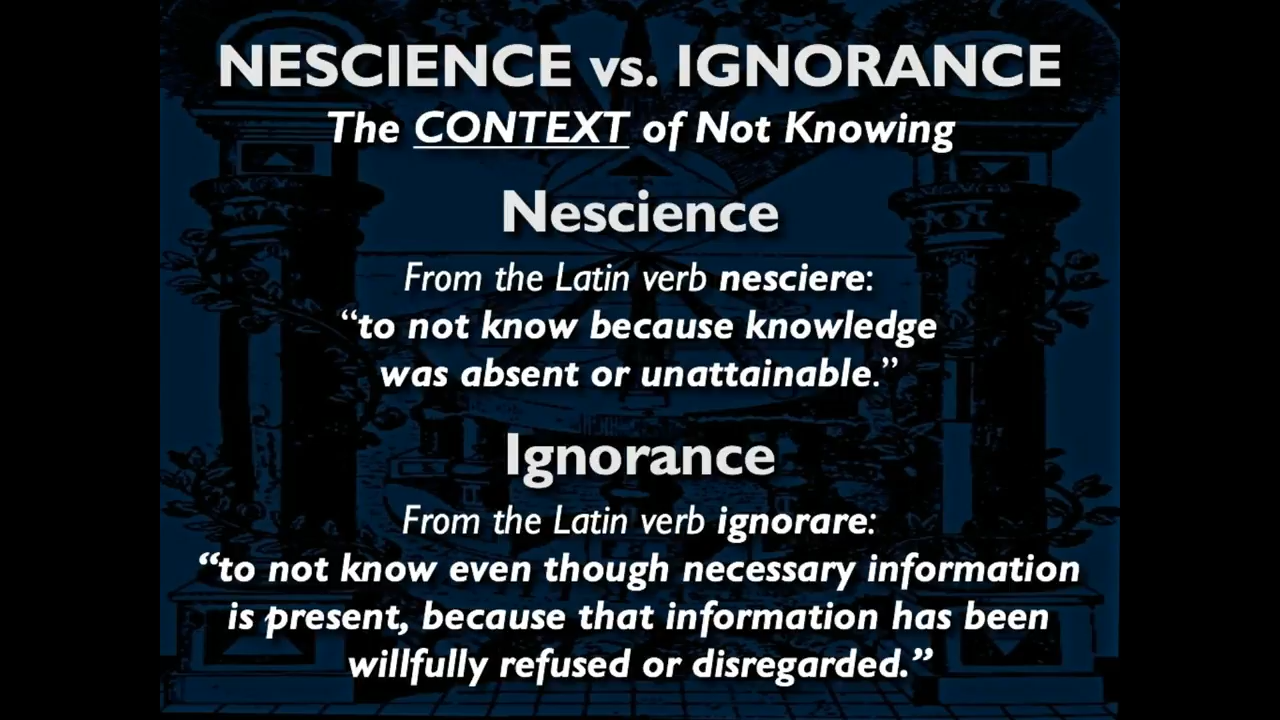 NESCIENCE vs. IGNORANCE
The CONTEXT of Not Knowing
Nescience
From the Latin verb nesciere:
“to not know because knowledge
was absent or unattainable.”
Ignorance
From the Latin verb ignorare:
“to not know even though necessary information
is present, because that information has been
willfully refused or disregarded.”